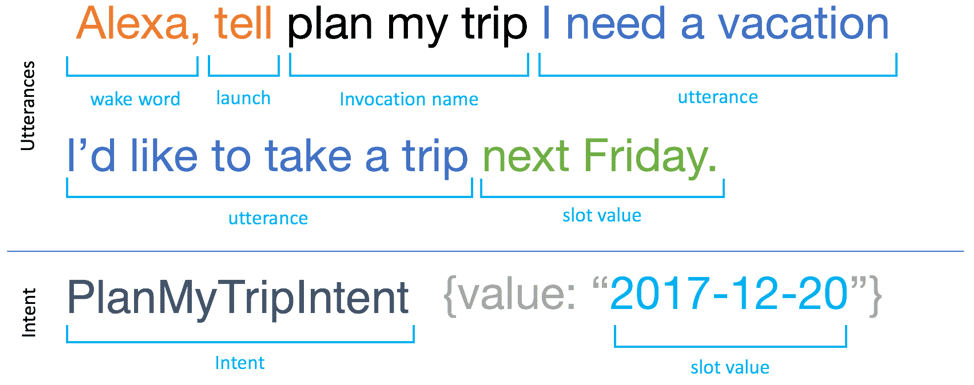 Alexa, tell plan my trip I need a vacation
wake word launch Invocation name utterance
Utterances
I'd like to take a trip next Friday.
utterance slot value
Intent
PlanMyTripIntent {value: “2017-12-20”}
Intent slot value